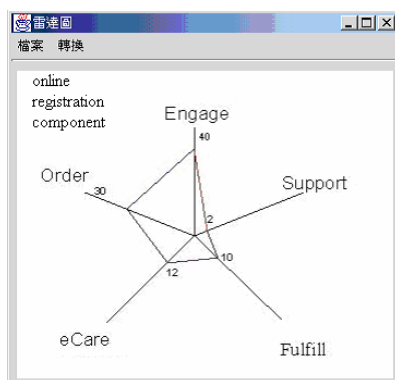 雷達圖
檔案 轉換
online
registration
component
Engage
40
Order
30
Support
2
10
12
eCare
Fulfill